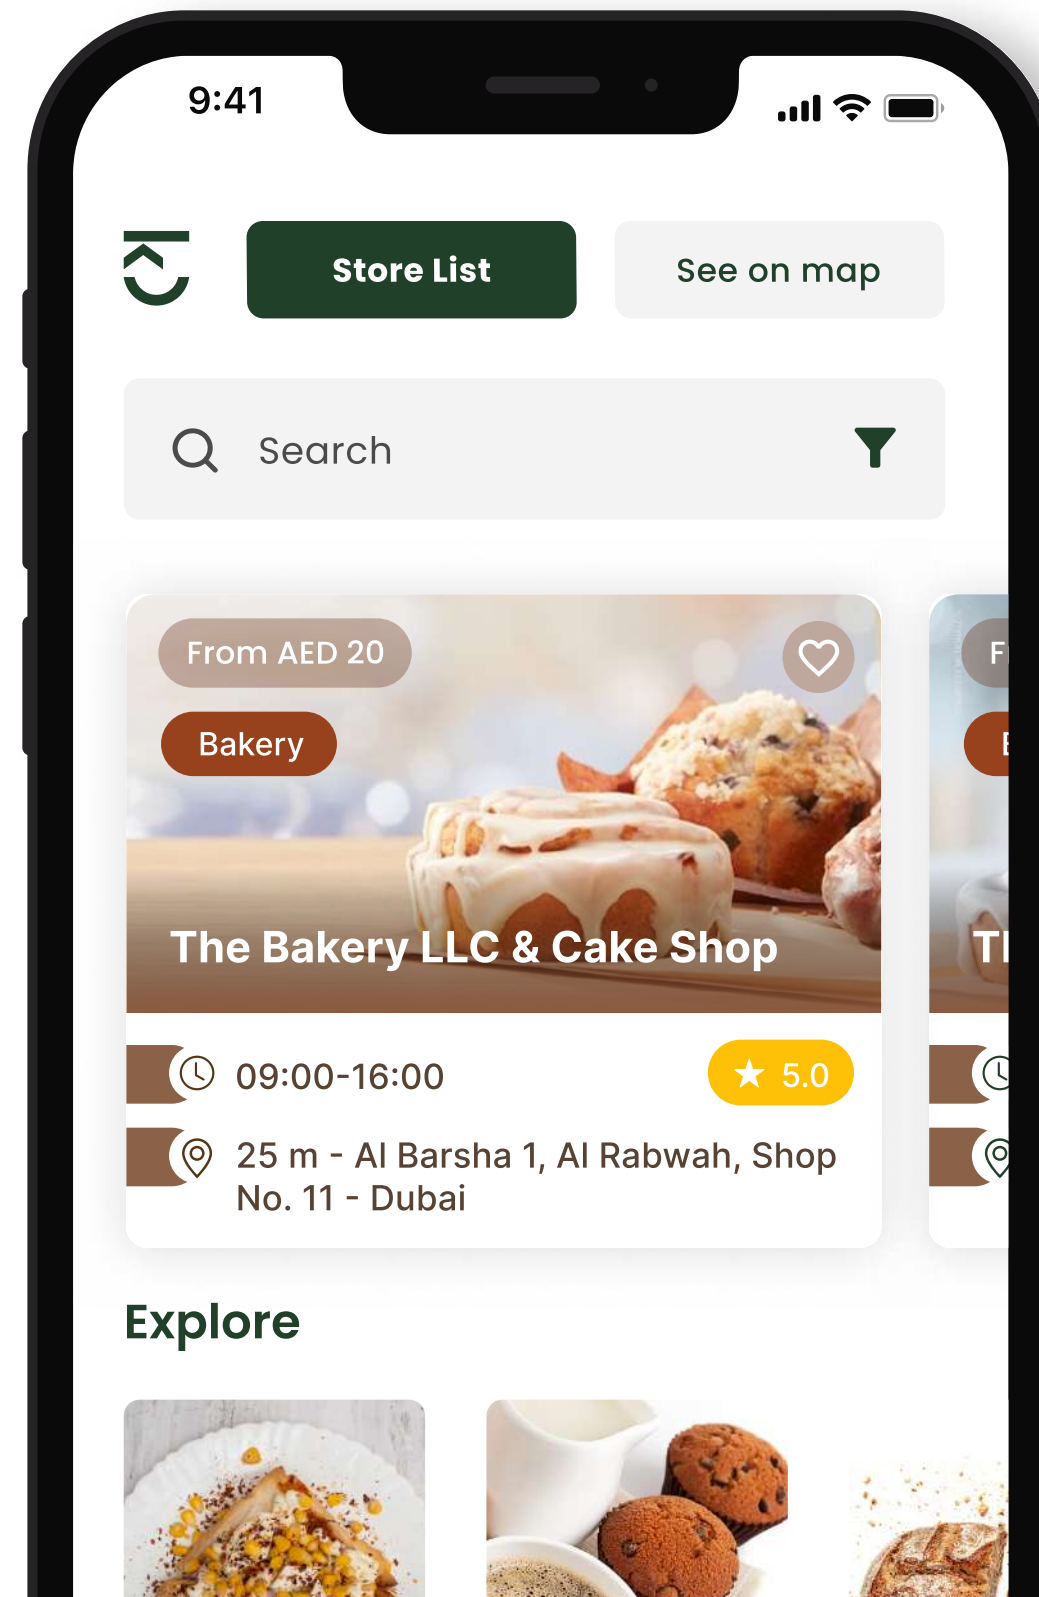 9:41
Store List
See on map
Search
From AED 20
Bakery
The Bakery LLC & Cake Shop
09:00-16:00
5.0
25 m - Al Barsha 1, Al Rabwah, Shop
No. 11 - Dubai
Explore